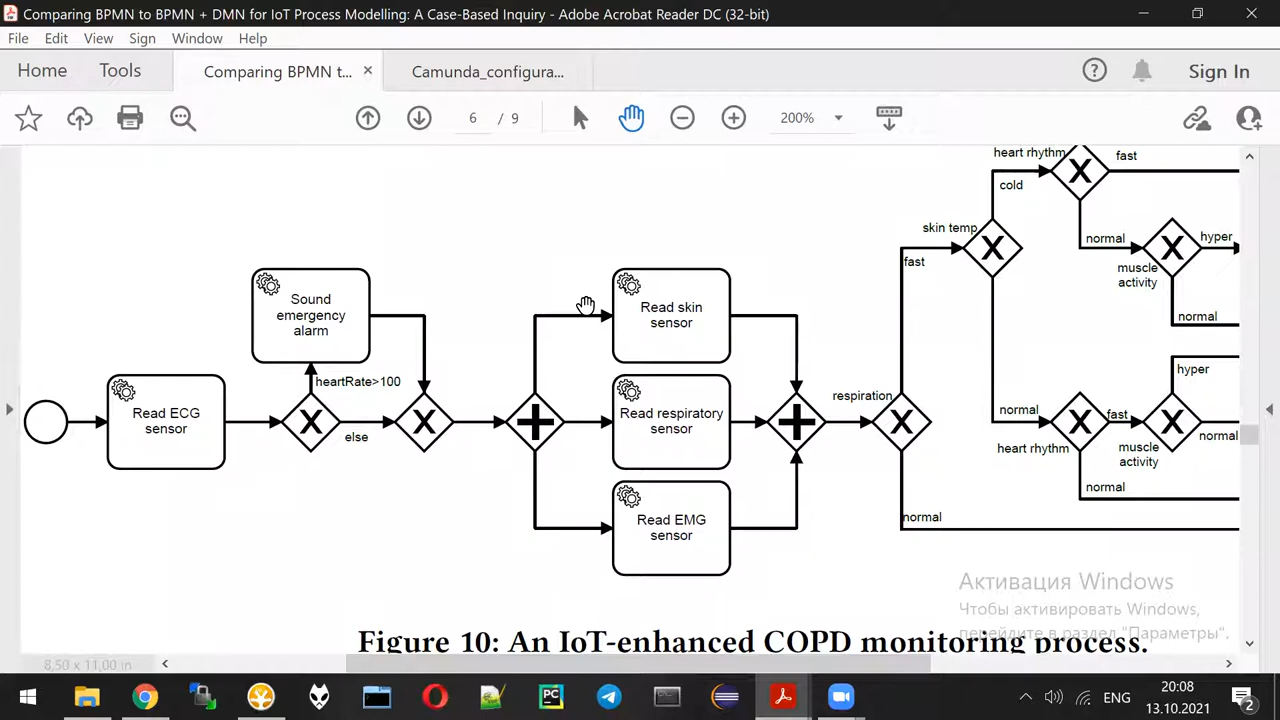 Comparing BPMN to BPMN + DMN for IoT Process Modelling: A Case-Based Inquiry - Adobe Acrobat Reader DC (32-bit)
File Edit View Sign Window Help
Home Tools Comparing BPMN t... Camunda_configura... Sign In
6 / 9 200%
heart rhythm fast
cold
skin temp
fast
normal hyper
muscle
activity
normal
Sound
emergency
alarm
Read skin
sensor
heartRate>100
hyper
respiration
Read ECG
sensor
else
Read respiratory
sensor
normal
heart rhythm
fast
muscle
activity
normal
normal
Read EMG
sensor
normal
Активация Windows
Чтобы активировать Windows,
перейдите в раздел "Параметры".
Figure 10: An IoT-enhanced COPD monitoring process.
8,50 x 11,00 in
PC
ENG
20:08
13.10.2021
2